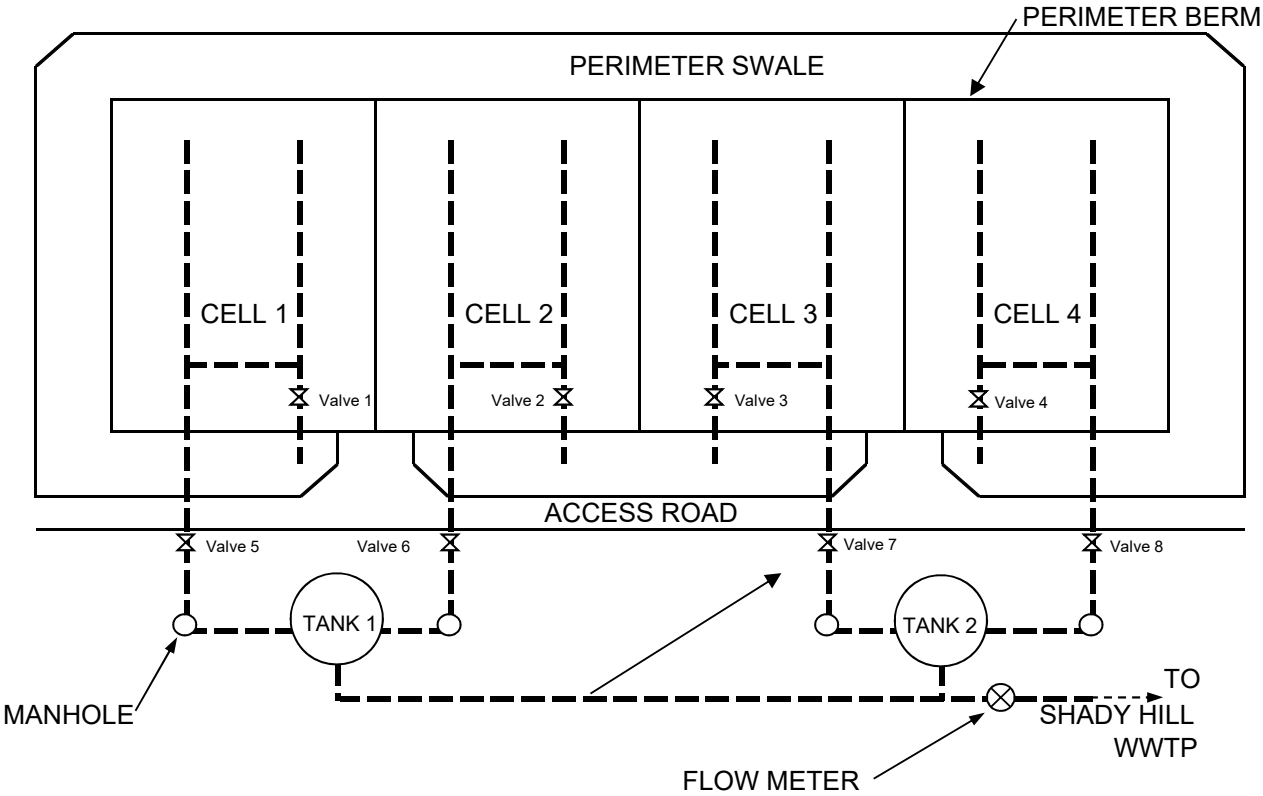 PERIMETER BERM
PERIMETER SWALE
CELL 1
CELL 2
CELL 3
CELL 4
Valve 1
Valve 2
Valve 3
Valve 4
ACCESS ROAD
Valve 5
Valve 6
Valve 7
Valve 8
TANK 1
TANK 2
MANHOLE
TO
SHADY HILL
WWTP
FLOW METER